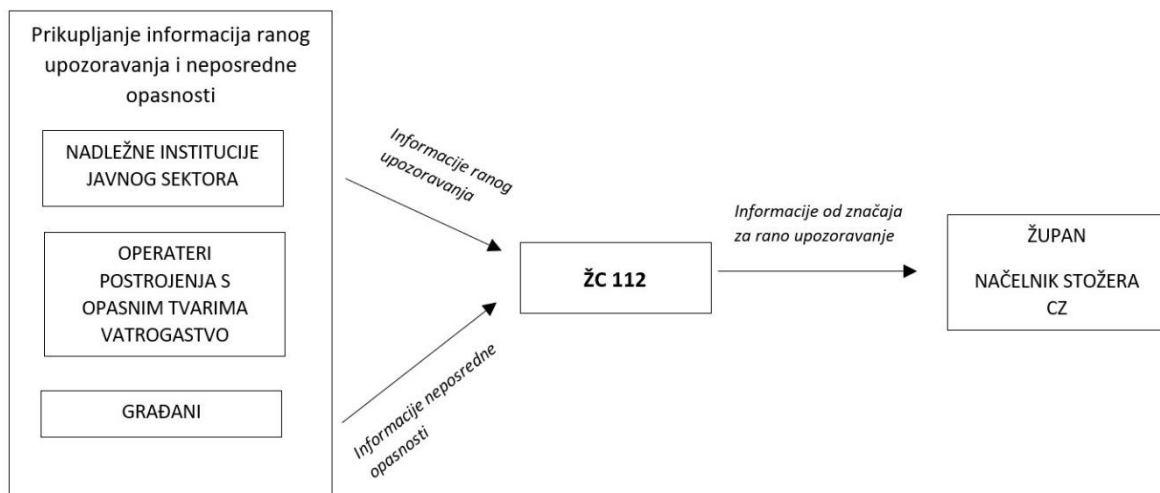 Prikupljanje informacija ranog
upozoravanja i neposredne
opasnosti
NADLEŽNE INSTITUCIJE
JAVNOG SEKTORA
OPERATERI
POSTROJENJA S
OPASNIM TVARIMA
VATROGASTVO
GRAĐANI
Informacije ranog
upozoravanja
Informacije neposredne
opasnosti
ŽC 112
Informacije od značaja
za rano upozoravanje
ŽUPAN
NAČELNIK STOŽERA
CZ